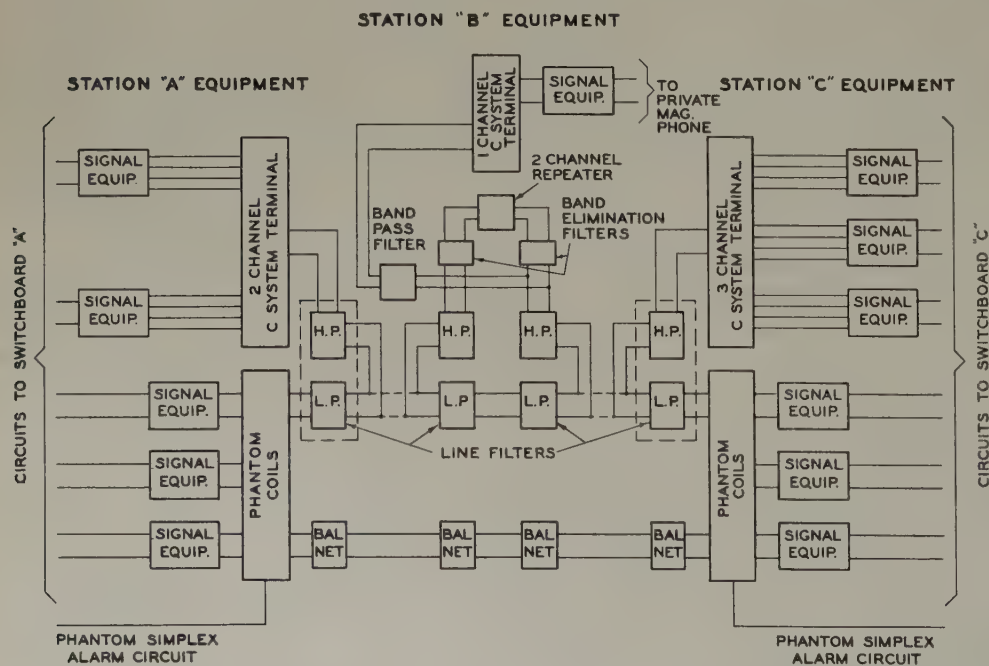 STATION "B" EQUIPMENT
STATION "A" EQUIPMENT
STATION "C" EQUIPMENT
SIGNAL
EQUIP.
TO
PRIVATE
MAG.
PHONE
1 CHANNEL
C SYSTEM
TERMINAL
SIGNAL
EQUIP.
2 CHANNEL
C SYSTEM TERMINAL
2 CHANNEL
REPEATER
BAND
PASS
FILTER
BAND
ELIMINATION
FILTERS
3 CHANNEL
C SYSTEM TERMINAL
SIGNAL
EQUIP.
SIGNAL
EQUIP.
SIGNAL
EQUIP.
SIGNAL
EQUIP.
H.P.
H.P.
H.P.
H.P.
CIRCUITS TO SWITCHBOARD "A"
CIRCUITS TO SWITCHBOARD "C"
SIGNAL
EQUIP.
L.P.
L.P
L.P.
L.P.
SIGNAL
EQUIP.
LINE FILTERS
PHANTOM
COILS
PHANTOM
COILS
SIGNAL
EQUIP.
SIGNAL
EQUIP.
SIGNAL
EQUIP.
BAL
NET
BAL
NET
BAL
NET
BAL
NET
SIGNAL
EQUIP.
PHANTOM SIMPLEX
ALARM CIRCUIT
PHANTOM SIMPLEX
ALARM CIRCUIT